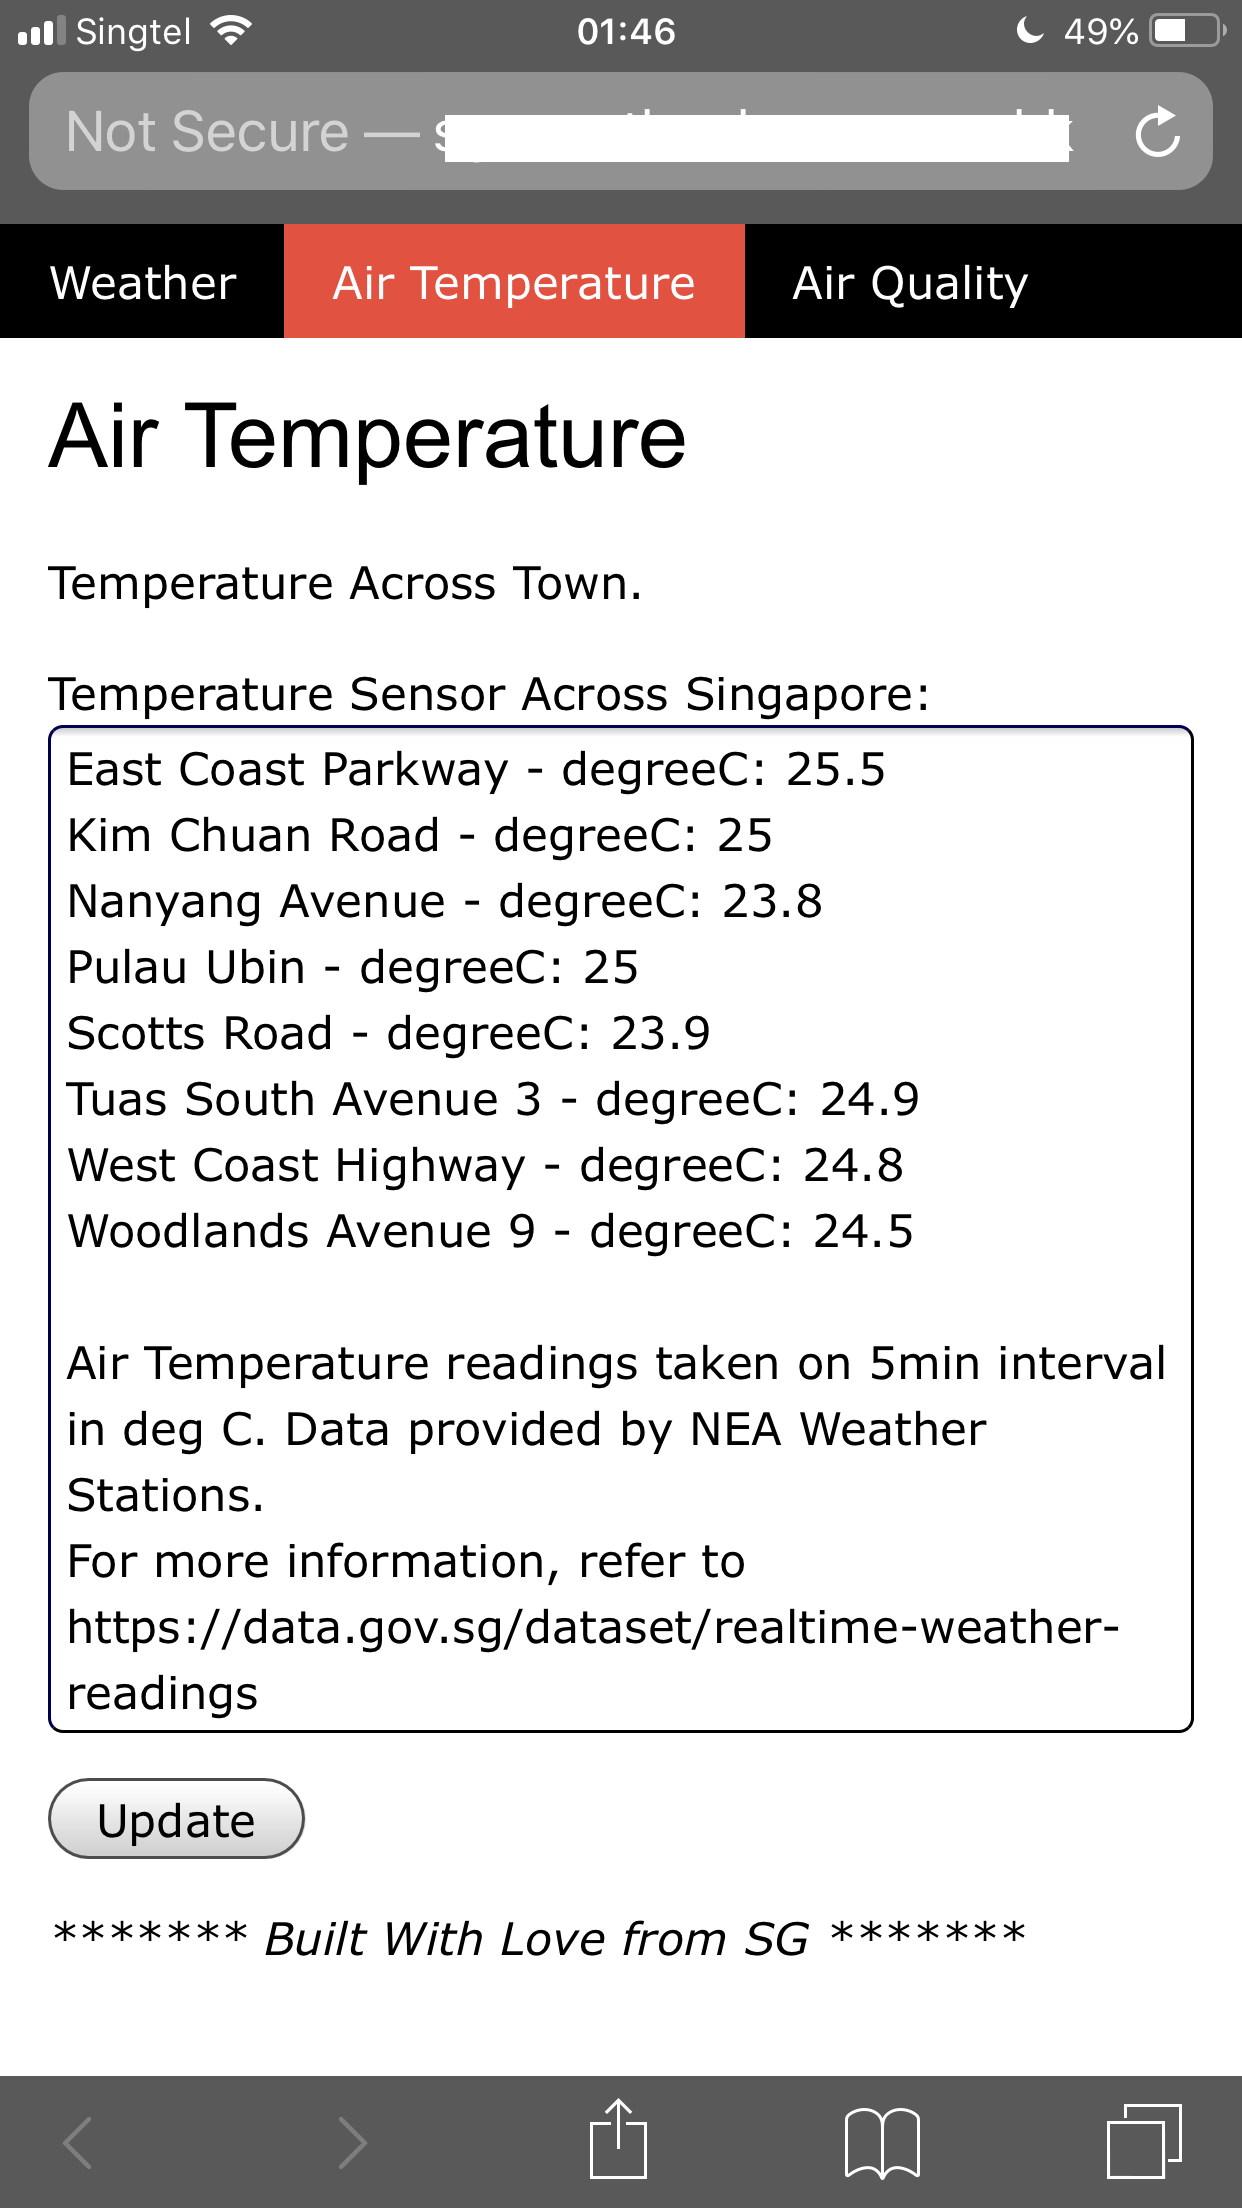 Singtel 01:46 49%
Not Secure —
Weather Air Temperature Air Quality
Air Temperature
Temperature Across Town.
Temperature Sensor Across Singapore:
East Coast Parkway - degreeC: 25.5
Kim Chuan Road - degreeC: 25
Nanyang Avenue - degreeC: 23.8
Pulau Ubin - degreeC: 25
Scotts Road - degreeC: 23.9
Tuas South Avenue 3 - degreeC: 24.9
West Coast Highway - degreeC: 24.8
Woodlands Avenue 9 - degreeC: 24.5
Air Temperature readings taken on 5min interval
in deg C. Data provided by NEA Weather
Stations.
For more information, refer to
https://data.gov.sg/dataset/realtime-weather-
readings
Update
******* Built With Love from SG *******